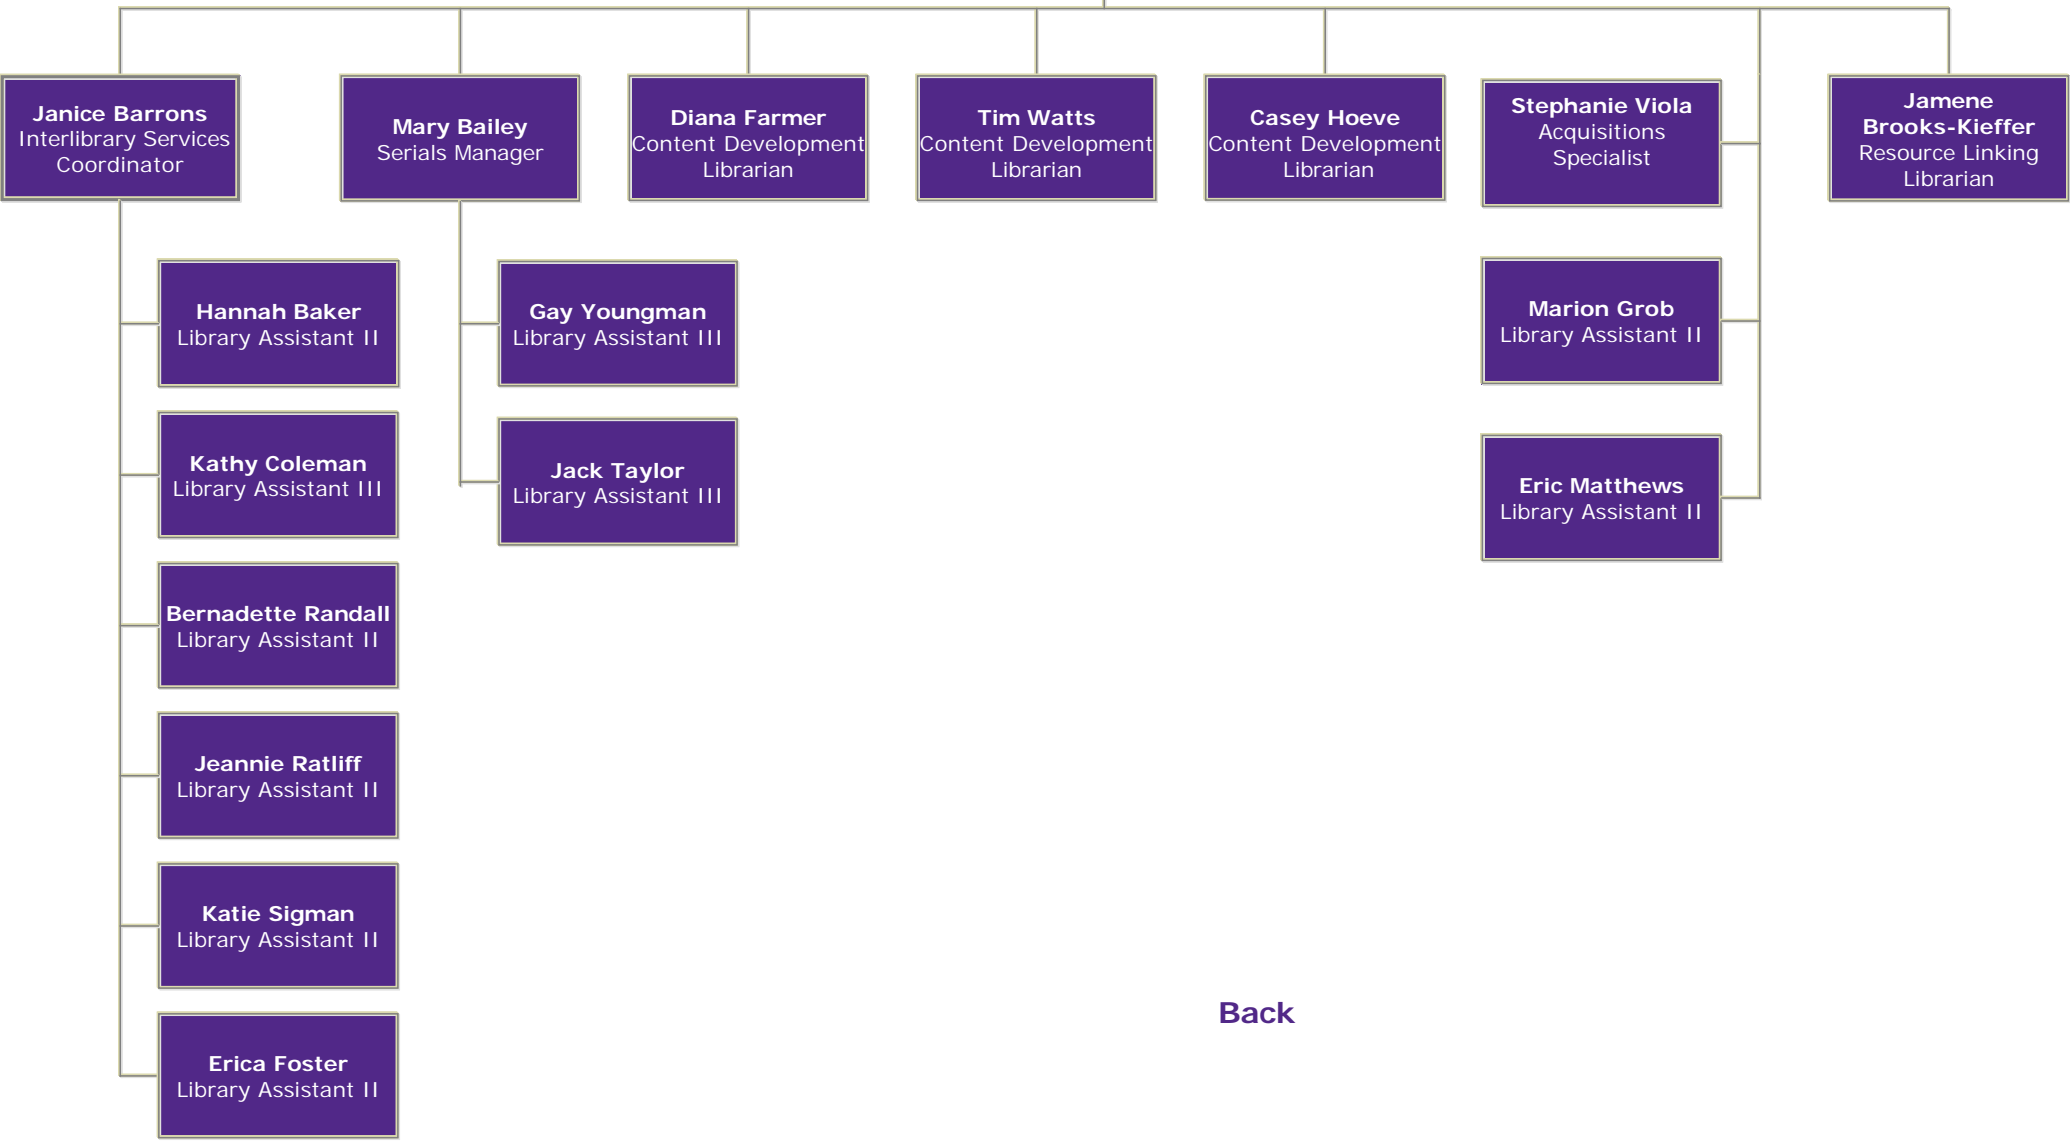 Janice Barrons
Interlibrary Services
Coordinator
Mary Bailey
Serials Manager
Diana Farmer
Content Development
Librarian
Tim Watts
Content Development
Librarian
Casey Hoeve
Content Development
Librarian
Stephanie Viola
Acquisitions
Specialist
Jamene
Brooks-Kieffer
Resource Linking
Librarian
Hannah Baker
Library Assistant II
Gay Youngman
Library Assistant III
Marion Grob
Library Assistant II
Kathy Coleman
Library Assistant III
Jack Taylor
Library Assistant III
Eric Matthews
Library Assistant II
Bernadette Randall
Library Assistant II
Jeannie Ratliff
Library Assistant II
Katie Sigman
Library Assistant II
Back
Erica Foster
Library Assistant II